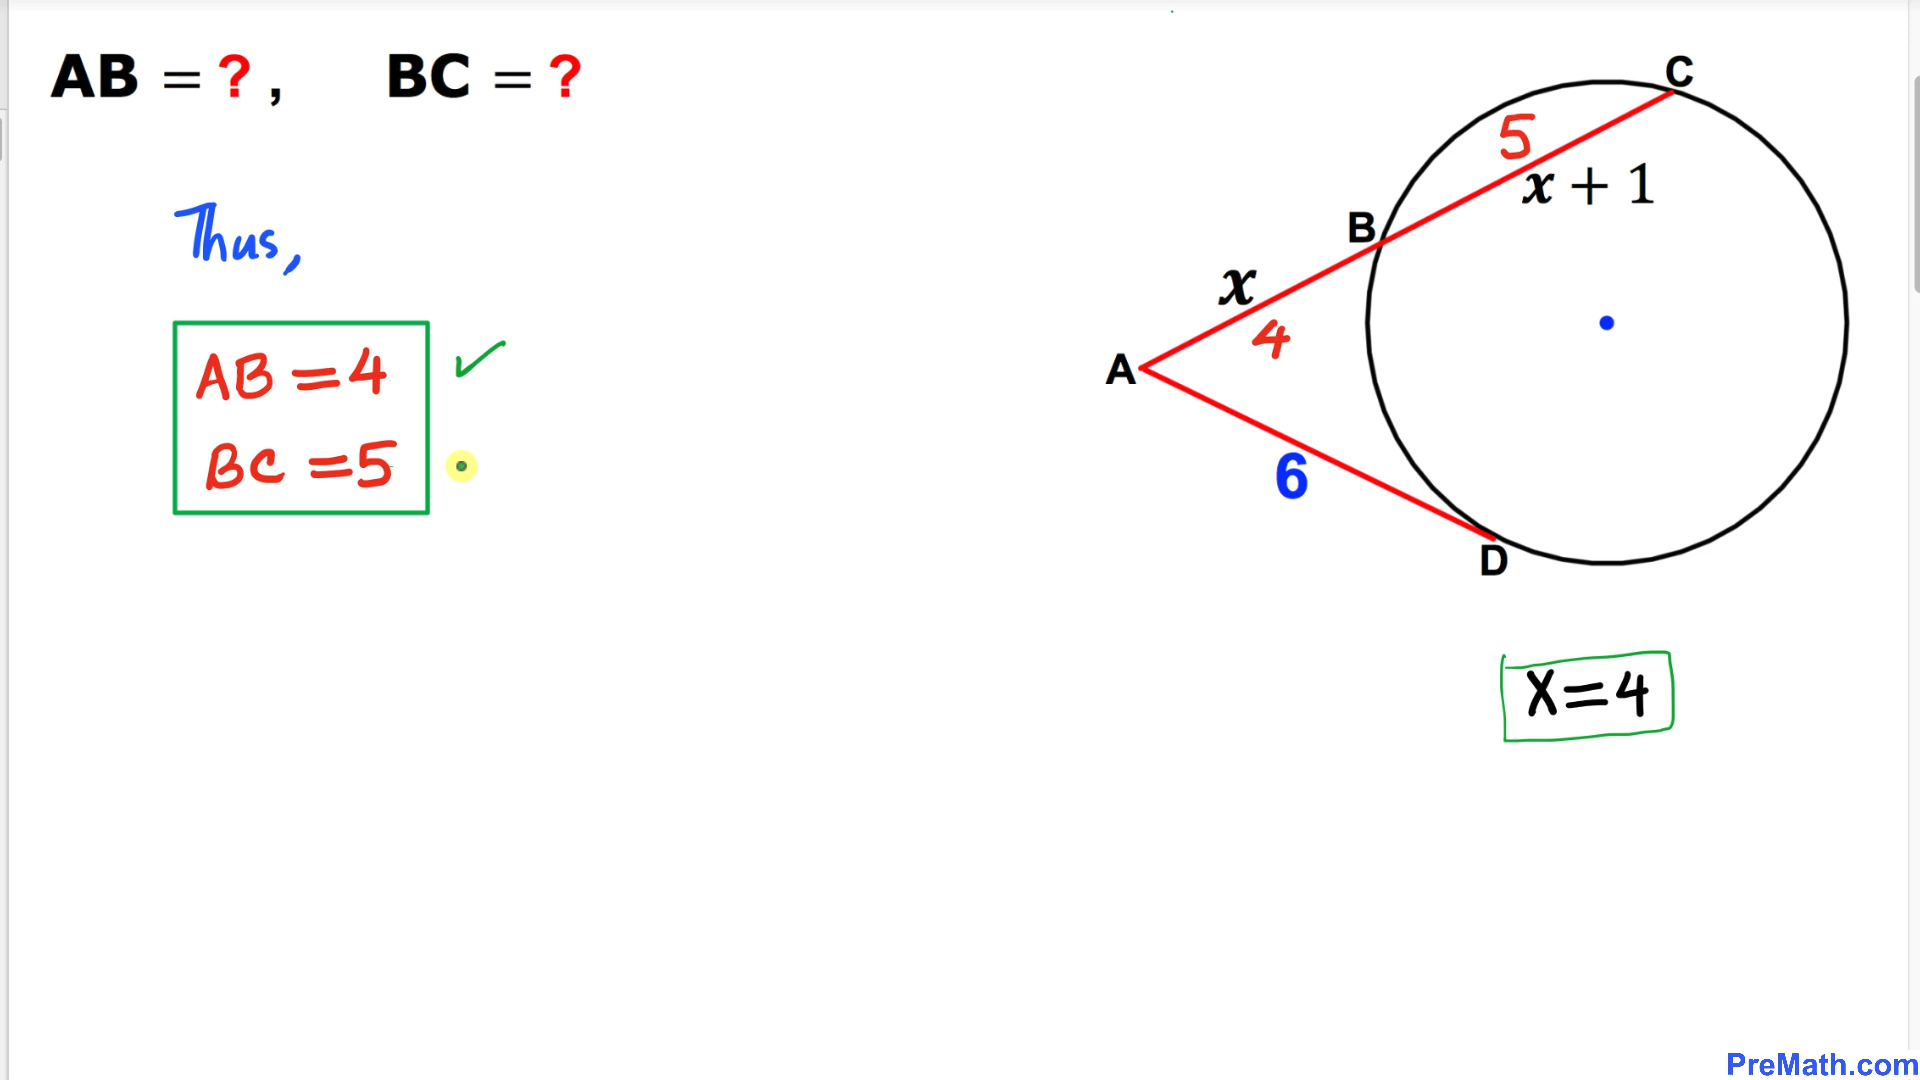 AB = ? , BC = ?
C
5
x + 1
B
Thus,
x
4
A
AB = 4
BC = 5
6
D
X = 4
PreMath.com